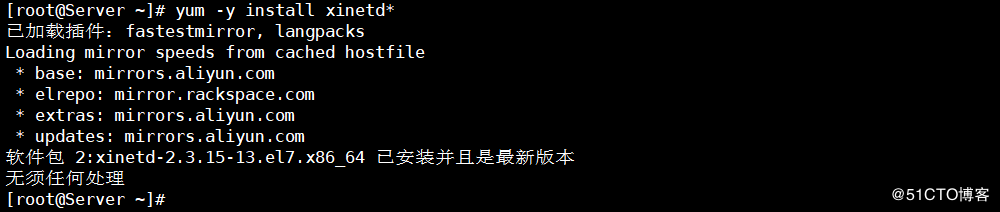 [root@Server ~]# yum -y install xinetd*
已加载插件：fastestmirror, langpacks
Loading mirror speeds from cached hostfile
 * base: mirrors.aliyun.com
 * elrepo: mirror.rackspace.com
 * extras: mirrors.aliyun.com
 * updates: mirrors.aliyun.com
软件包 2:xinetd-2.3.15-13.el7.x86_64 已安装并且是最新版本
无须任何处理
[root@Server ~]#
@51CTO博客